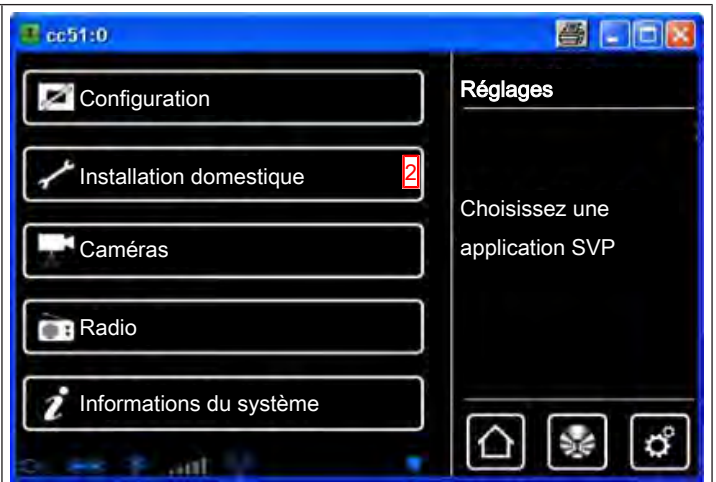 cc51:0
Configuration
Installation domestique 2
Caméras
Radio
Informations du système
Réglages
Choisissez une
application SVP